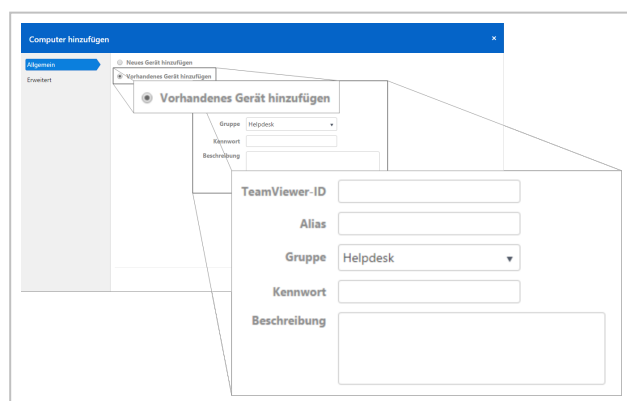 Computer hinzufügen ×
Allgemein
Erweitert
Neues Gerät hinzufügen
Vorhandenes Gerät hinzufügen
Vorhandenes Gerät hinzufügen
Gruppe Helpdesk
Kennwort
Beschreibung
TeamViewer-ID
Alias
Gruppe Helpdesk
Kennwort
Beschreibung